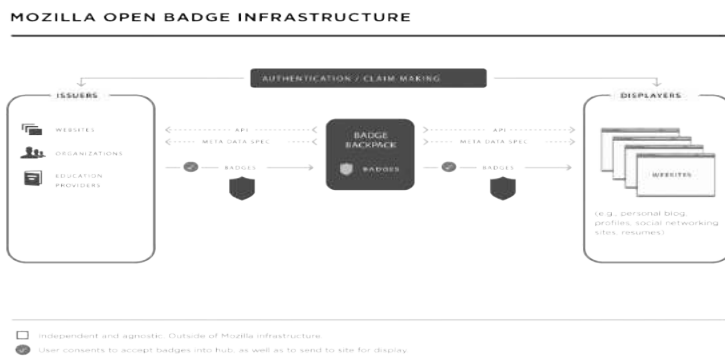 MOZILLA OPEN BADGE INFRASTRUCTURE
AUTHENTICATION / CLAIM MAKING
ISSUERS
WEBSITES
ORGANIZATIONS
EDUCATION
PROVIDERS
API
META DATA SPEC
BADGES
BADGE
BACKPACK
BADGES
API
META DATA SPEC
BADGES
DISPLAYERS
WEBSITES
(e.g., personal blog,
profiles, social networking
sites, resumes)
Independent and agnostic. Outside of Mozilla infrastructure.
User consents to accept badges into hub, as well as to send to site for display.